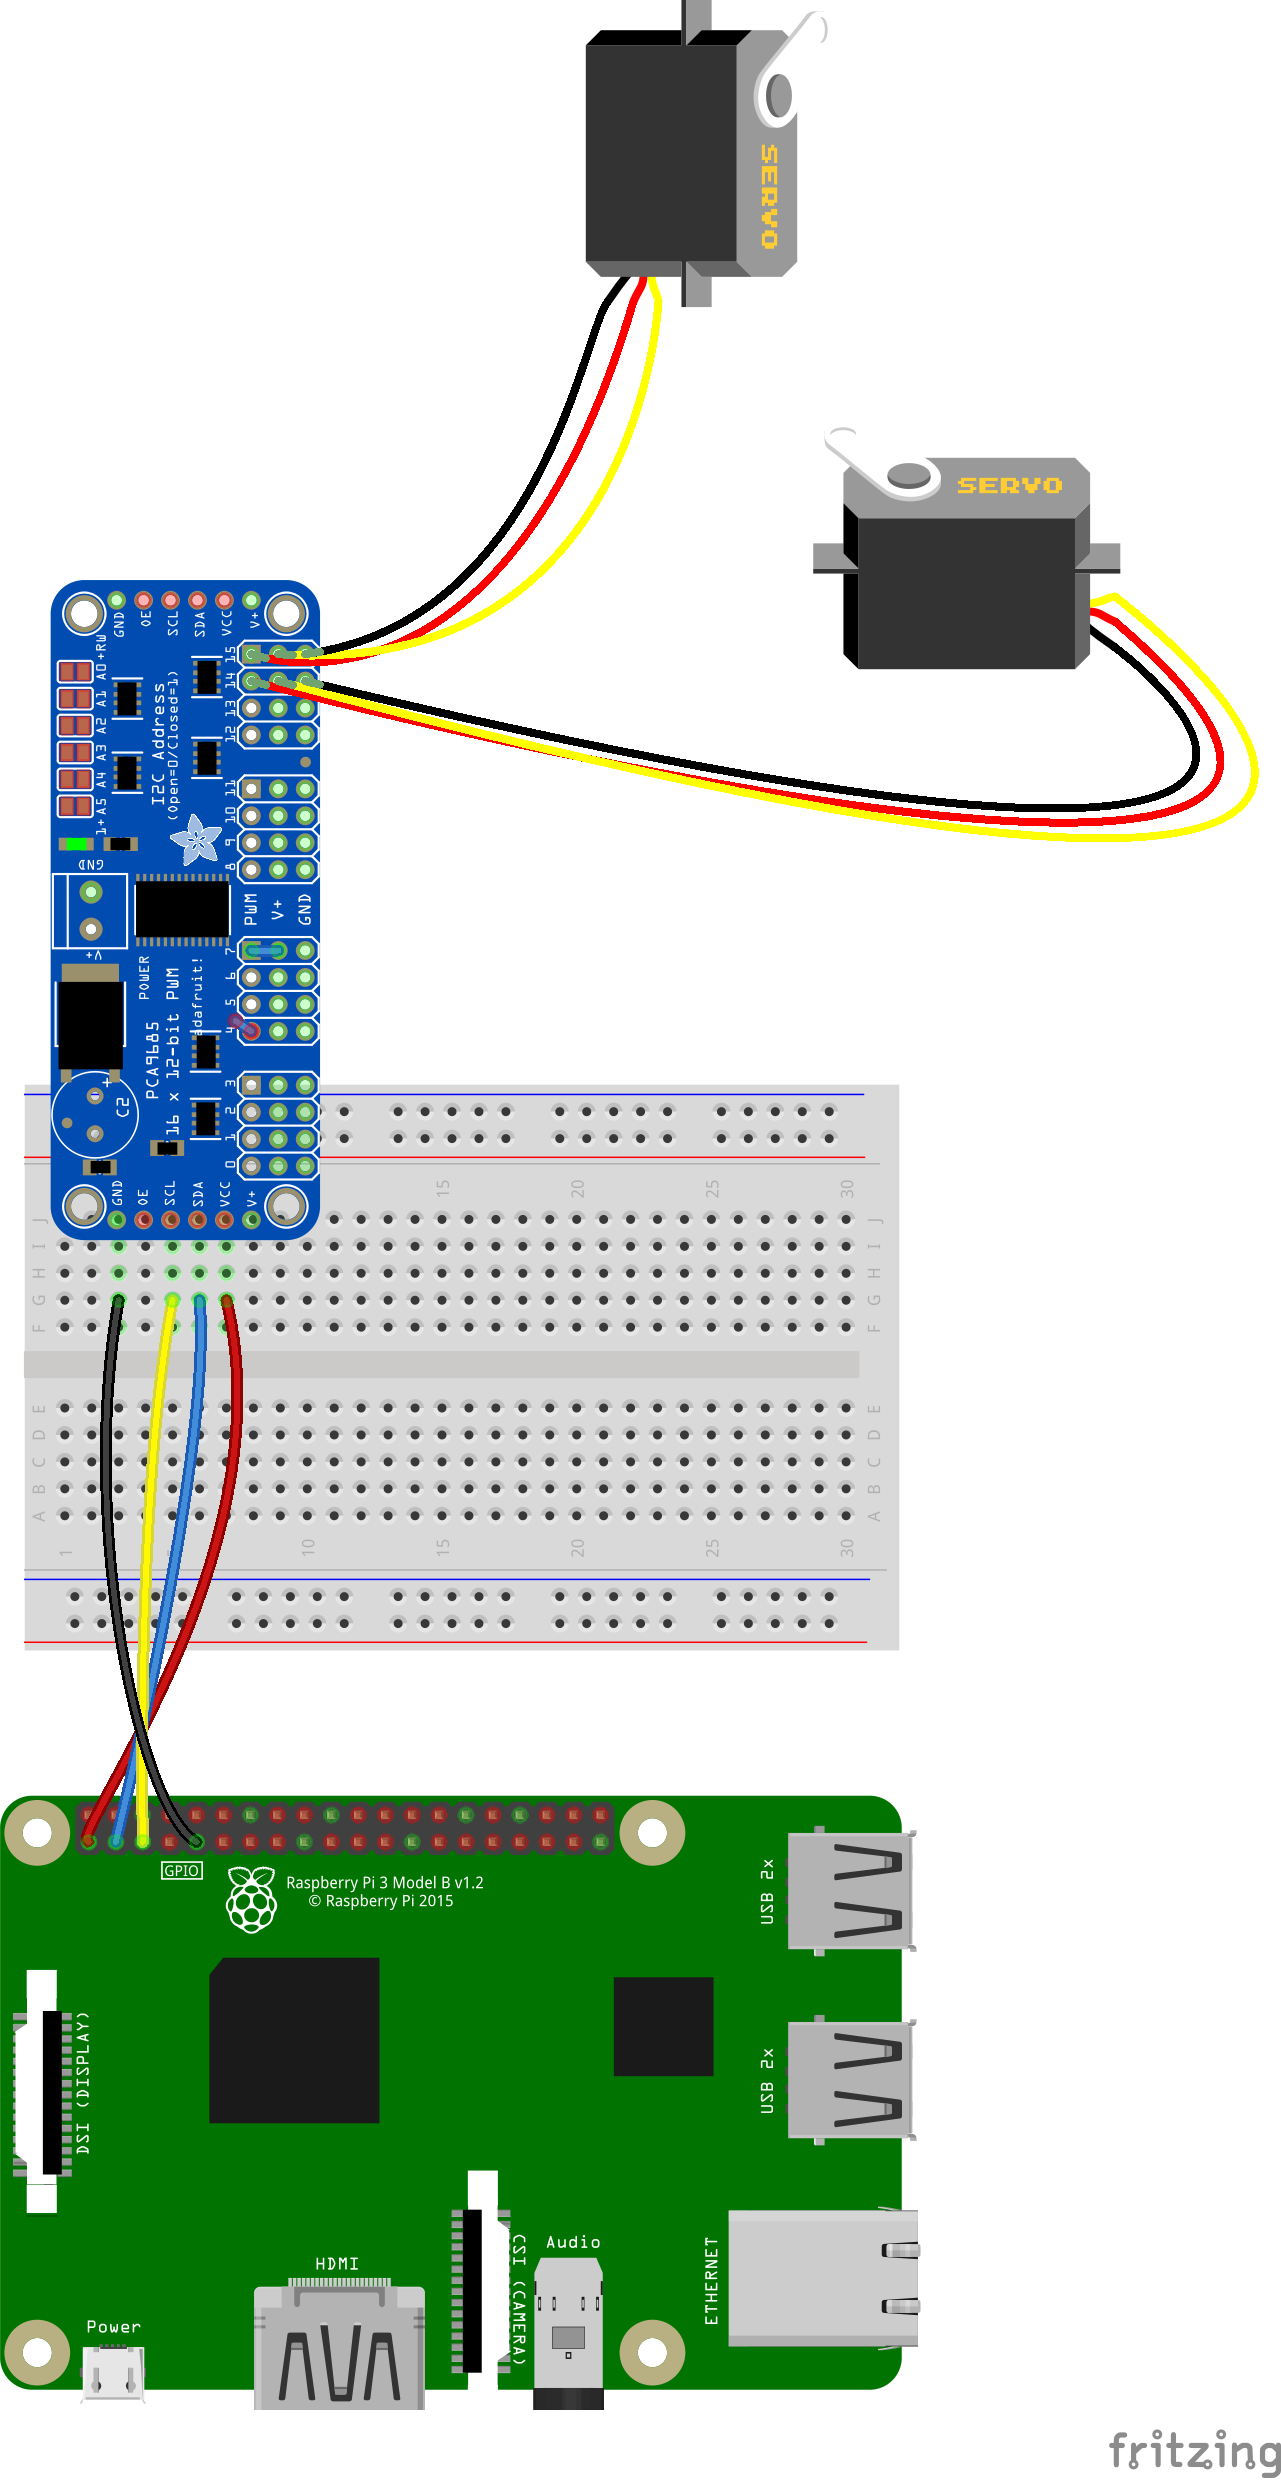 SERVO
SERVO
GND
OE
SCL
SDA
VCC
V+
A0+RW
A1
A2
A3
A4
1+A5
I2C Address
(Open=0/Closed=1)
15
14
13
12
11
10
9
8
GND
V+
PWM
V+
GND
POWER
PCA9685
16 x 12-bit PWM
adafruit!
7
6
5
4
3
2
1
0
+
C2
GND
OE
SCL
SDA
VCC
V+
15
20
25
30
J
I
H
G
F
J
I
H
G
F
E
D
C
B
A
E
D
C
B
A
1
10
15
20
25
30
GPIO
Raspberry Pi 3 Model B v1.2
© Raspberry Pi 2015
USB 2x
USB 2x
DSI (DISPLAY)
CSI (CAMERA)
Audio
ETHERNET
HDMI
Power
fritzing